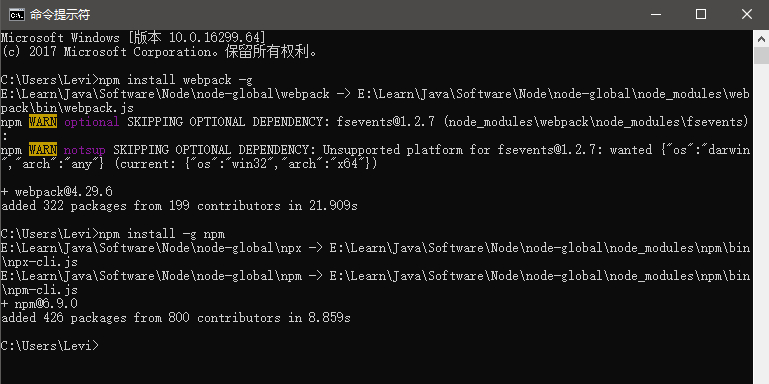 命令提示符
Microsoft Windows [版本 10.0.16299.64]
(c) 2017 Microsoft Corporation。保留所有权利。
C:\Users\Levi>npm install webpack -g
E:\Learn\Java\Software\Node\node-global\webpack -> E:\Learn\Java\Software\Node\node-global\node_modules\web
pack\bin\webpack.js
npm WARN optional SKIPPING OPTIONAL DEPENDENCY: fsevents@1.2.7 (node_modules\webpack\node_modules\fsevents)
:
npm WARN notsup SKIPPING OPTIONAL DEPENDENCY: Unsupported platform for fsevents@1.2.7: wanted {"os":"darwin
","arch":"any"} (current: {"os":"win32","arch":"x64"})
+ webpack@4.29.6
added 322 packages from 199 contributors in 21.909s
C:\Users\Levi>npm install -g npm
E:\Learn\Java\Software\Node\node-global\npx -> E:\Learn\Java\Software\Node\node-global\node_modules\npm\bin
\npx-cli.js
E:\Learn\Java\Software\Node\node-global\npm -> E:\Learn\Java\Software\Node\node-global\node_modules\npm\bin
\npm-cli.js
+ npm@6.9.0
added 426 packages from 800 contributors in 8.859s
C:\Users\Levi>